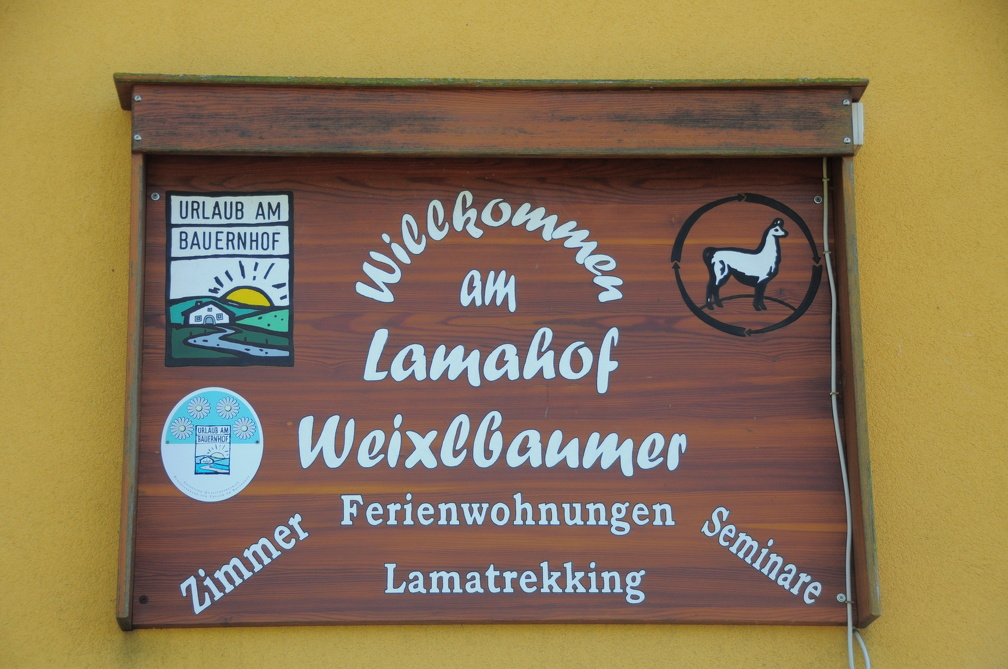 URLAUB AM
BAUERNHOF
Willkommen
am
Lamahof
Weixlbaumer
URLAUB AM
BAUERNHOF
Zimmer
Ferienwohnungen
Seminare
Lamatrekking